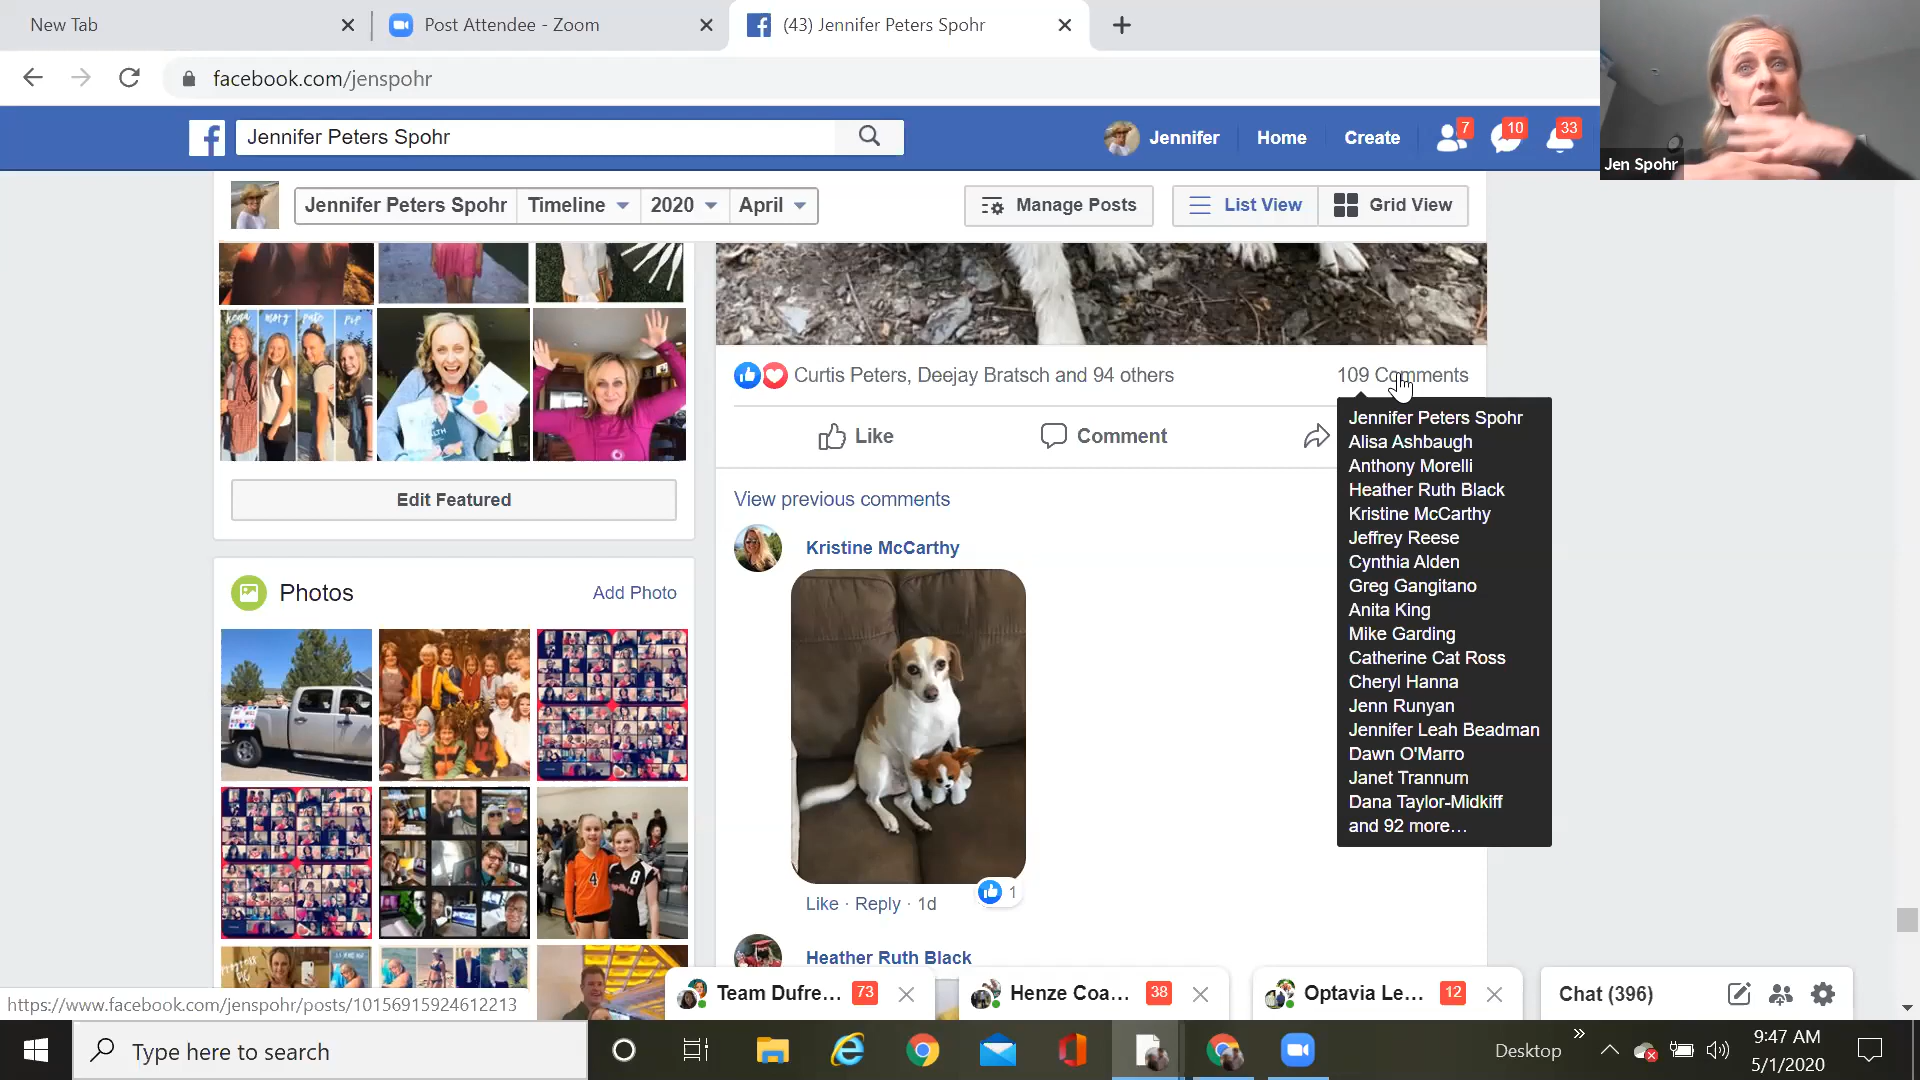 New Tab
Post Attendee - Zoom
(43) Jennifer Peters Spohr
facebook.com/jenspohr
Jen Spohr
Jennifer Peters Spohr
Jennifer
Home
Create
7
10
33
Jennifer Peters Spohr
Timeline
2020
April
Manage Posts
List View
Grid View
Kena mary pate pop
Edit Featured
Photos
Add Photo
4
8
Curtis Peters, Deejay Bratsch and 94 others
109 Comments
Like
Comment
View previous comments
Kristine McCarthy
Like · Reply · 1d
1
Heather Ruth Black
Jennifer Peters Spohr
Alisa Ashbaugh
Anthony Morelli
Heather Ruth Black
Kristine McCarthy
Jeffrey Reese
Cynthia Alden
Greg Gangitano
Anita King
Mike Garding
Catherine Cat Ross
Cheryl Hanna
Jenn Runyan
Jennifer Leah Beadman
Dawn O'Marro
Janet Trannum
Dana Taylor-Midkiff
and 92 more…
https://www.facebook.com/jenspohr/posts/10156915924612213
Team Dufre... 73
Henze Coa... 38
Optavia Le... 12
Chat (396)
Type here to search
Desktop
9:47 AM
5/1/2020